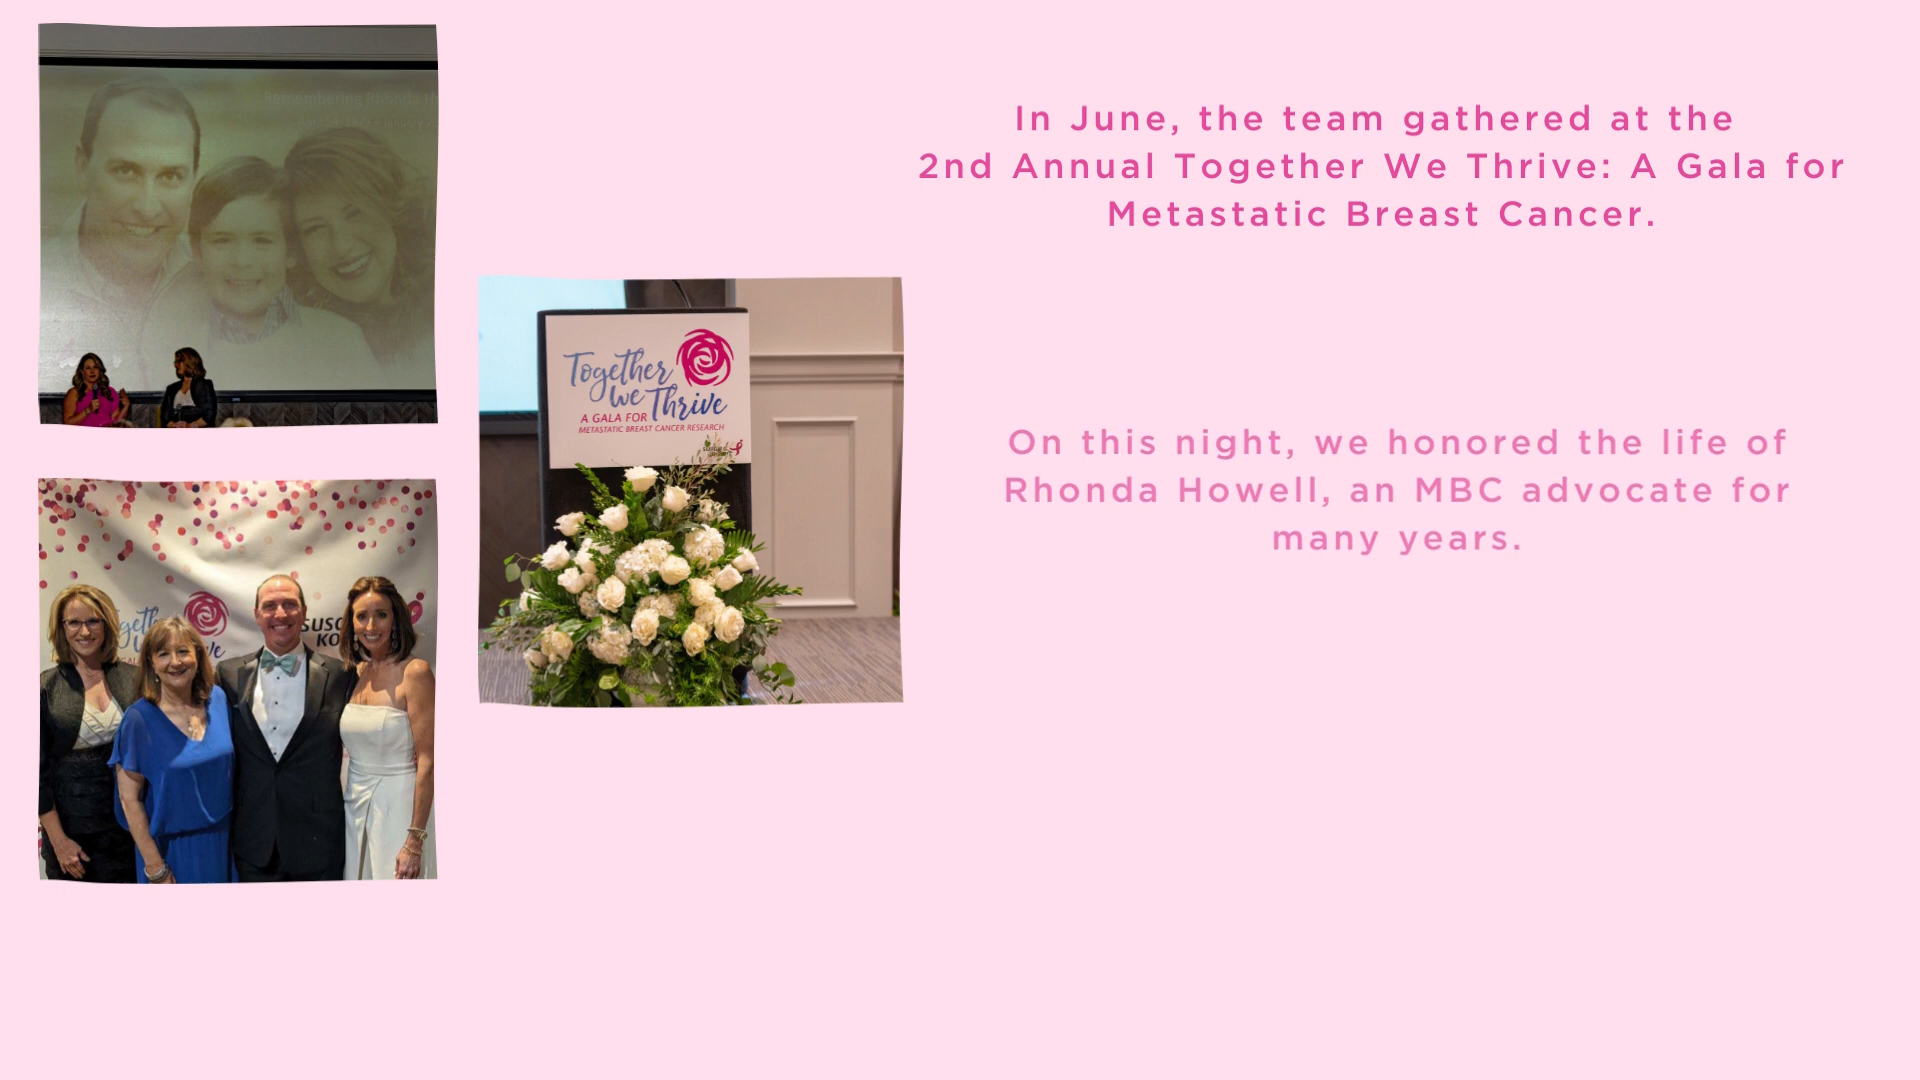 Remembering Rhonda H
In June, the team gathered at the
2nd Annual Together We Thrive: A Gala for
Metastatic Breast Cancer.
Together
We Thrive
A GALA FOR
METASTATIC BREAST CANCER RESEARCH
On this night, we honored the life of
Rhonda Howell, an MBC advocate for
many years.